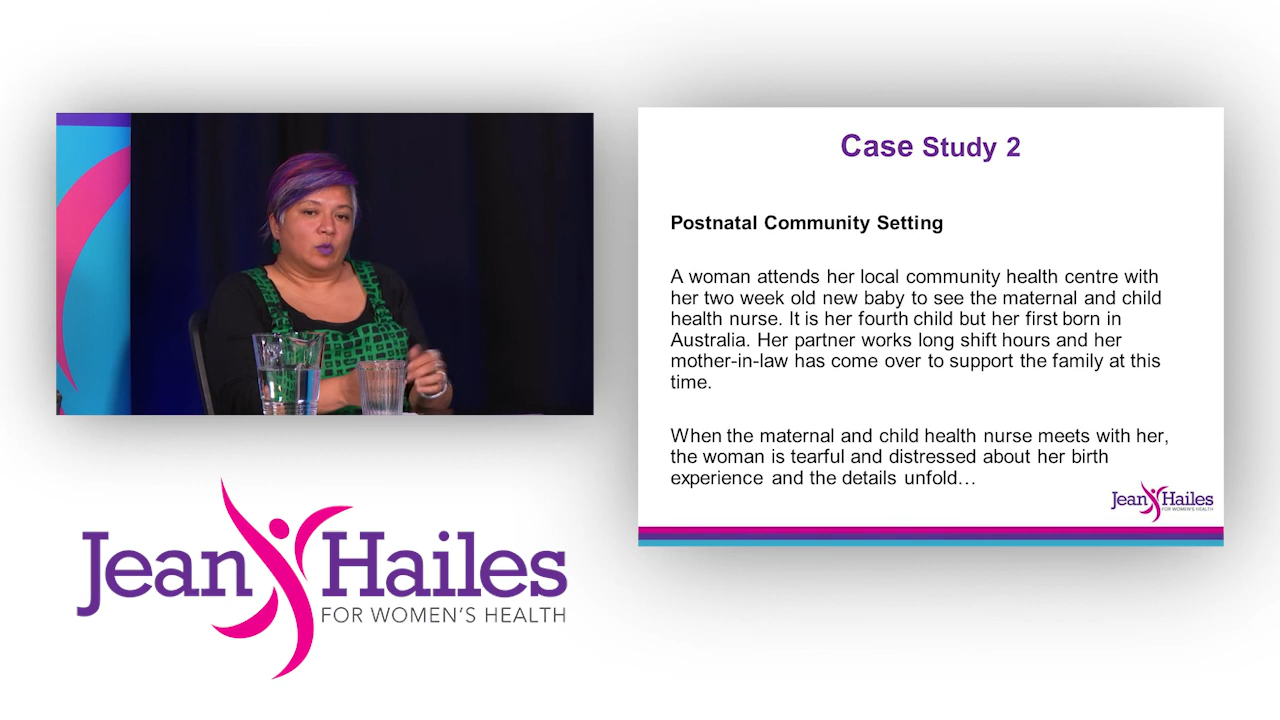 Case Study 2
Postnatal Community Setting
A woman attends her local community health centre with
her two week old new baby to see the maternal and child
health nurse. It is her fourth child but her first born in
Australia. Her partner works long shift hours and her
mother-in-law has come over to support the family at this
time.
When the maternal and child health nurse meets with her,
the woman is tearful and distressed about her birth
experience and the details unfold…
Jean Hailes
FOR WOMEN'S HEALTH
Jean Hailes
FOR WOMEN'S HEALTH